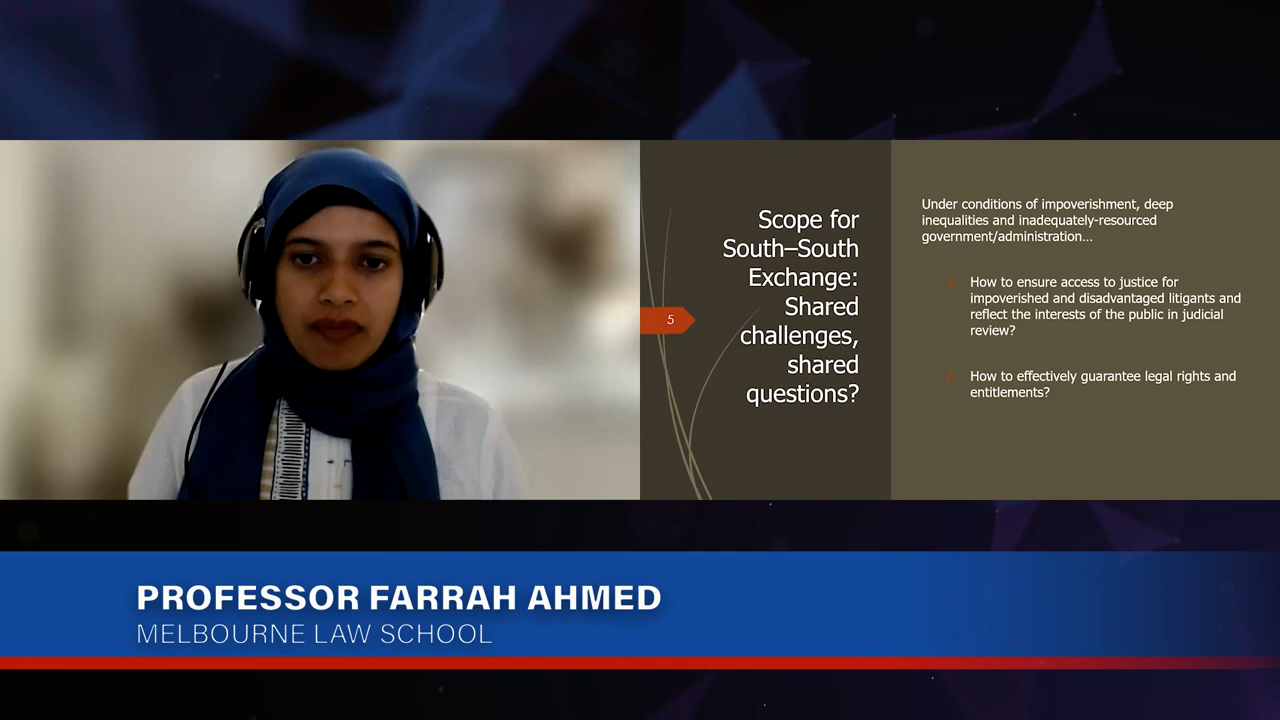 Scope for
South–South
Exchange:
Shared
challenges,
shared
questions?
5
Under conditions of impoverishment, deep
inequalities and inadequately-resourced
government/administration...
1. How to ensure access to justice for
impoverished and disadvantaged litigants and
reflect the interests of the public in judicial
review?
2. How to effectively guarantee legal rights and
entitlements?
PROFESSOR FARRAH AHMED
MELBOURNE LAW SCHOOL